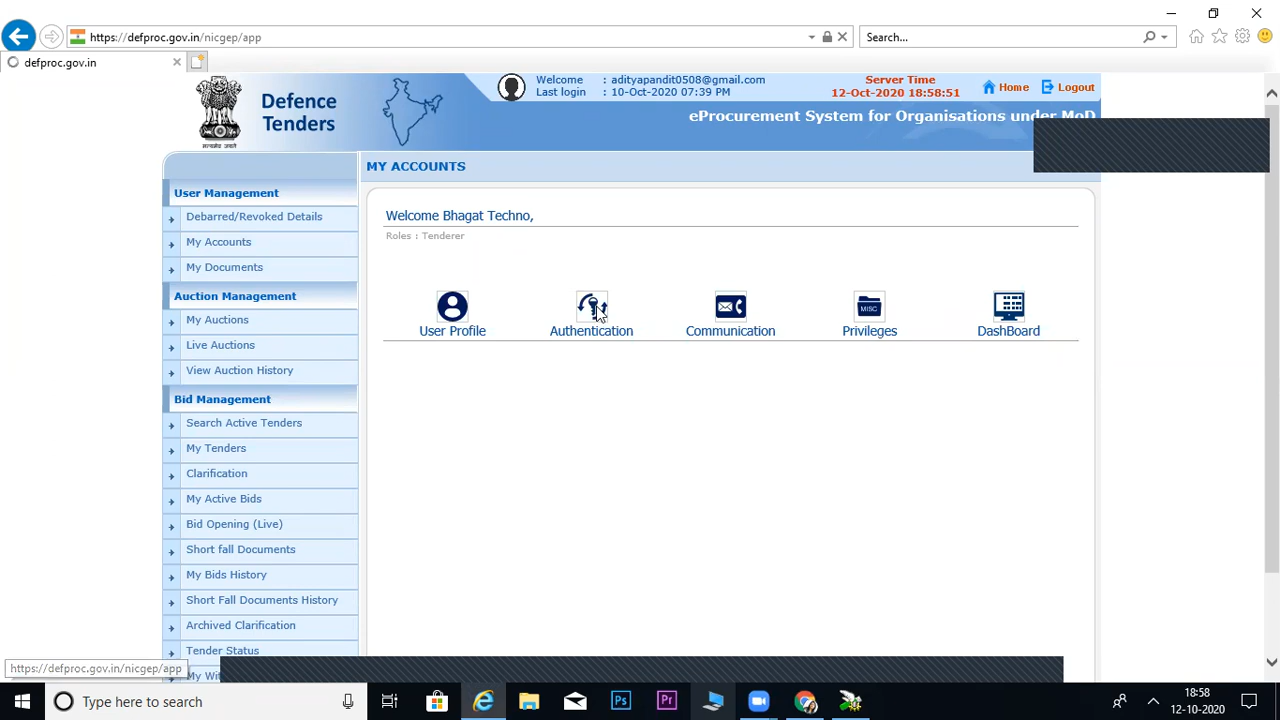 https://defproc.gov.in/nicgep/app
Search...
defproc.gov.in
Defence
Tenders
Welcome : adityapandit0508@gmail.com
Last login : 10-Oct-2020 07:39 PM
Server Time
12-Oct-2020 18:58:51
Home
Logout
eProcurement System for Organisations under MoD
MY ACCOUNTS
User Management
Debarred/Revoked Details
My Accounts
My Documents
Auction Management
My Auctions
Live Auctions
View Auction History
Bid Management
Search Active Tenders
My Tenders
Clarification
My Active Bids
Bid Opening (Live)
Short fall Documents
My Bids History
Short Fall Documents History
Archived Clarification
Tender Status
Welcome Bhagat Techno,
Roles : Tenderer
MISC
User Profile
Authentication
Communication
Privileges
DashBoard
https://defproc.gov.in/nicgep/app
Type here to search
Ps
Pr
18:58
12-10-2020